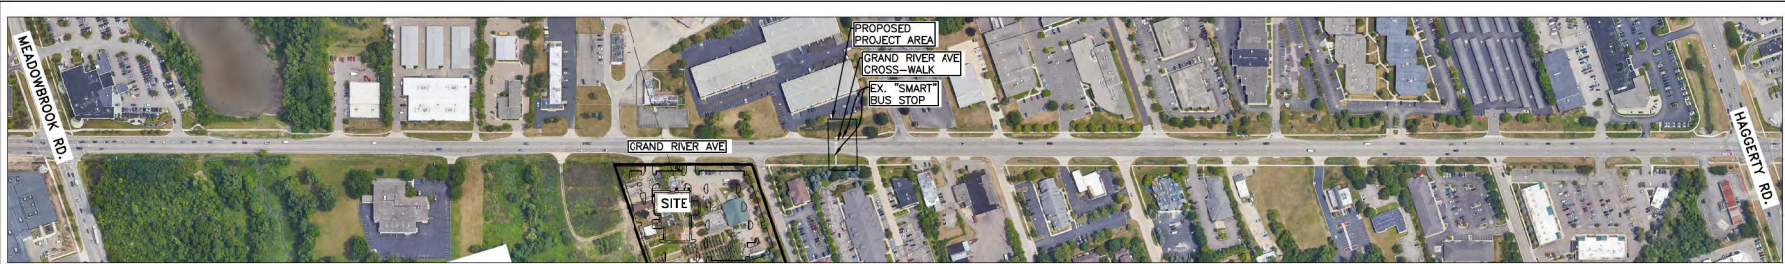 MEADOWBROOK RD.
PROPOSED
PROJECT AREA
GRAND RIVER AVE
CROSS-WALK
EX. "SMART"
BUS STOP
GRAND RIVER AVE
SITE
HAGGERTY RD.